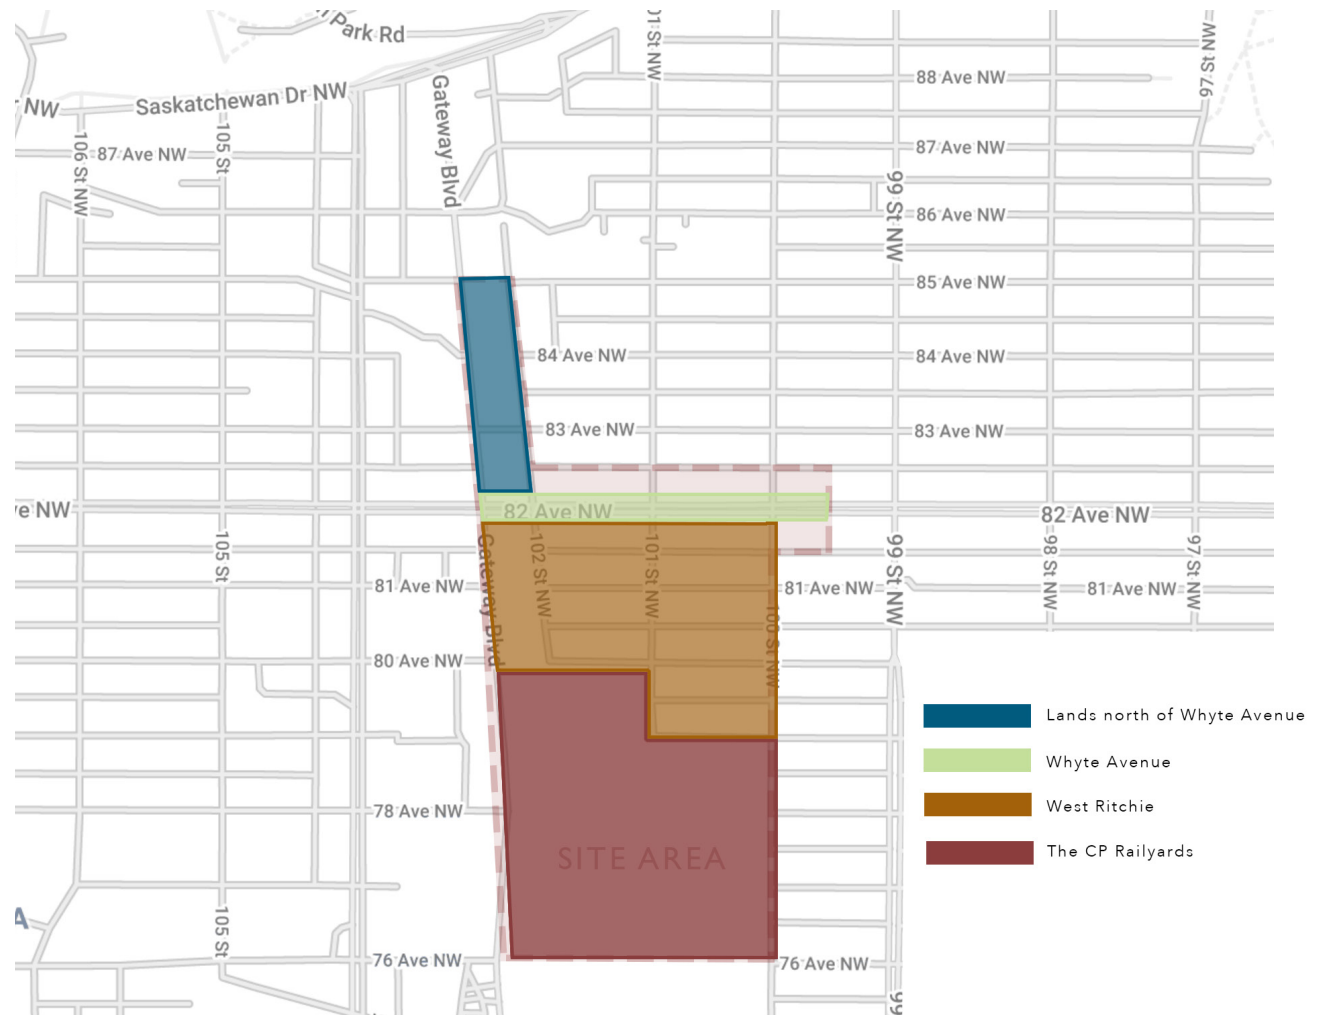 Park Rd
01 St NW
97 St NW
88 Ave NW
Gateway Blvd
Saskatchewan Dr NW
NW
106 St NW
105 St
87 Ave NW
87 Ave NW
99 St NW
86 Ave NW
85 Ave NW
84 Ave NW
84 Ave NW
83 Ave NW
83 Ave NW
ve NW
82 Ave NW
82 Ave NW
105 St
Gateway Blvd
102 St NW
101 St NW
99 St NW
98 St NW
97 St NW
81 Ave NW
81 Ave NW
81 Ave NW
100 St NW
80 Ave NW
Lands north of Whyte Avenue
Whyte Avenue
West Ritchie
78 Ave NW
The CP Railyards
SITE AREA
A
105 St
76 Ave NW
76 Ave NW
99